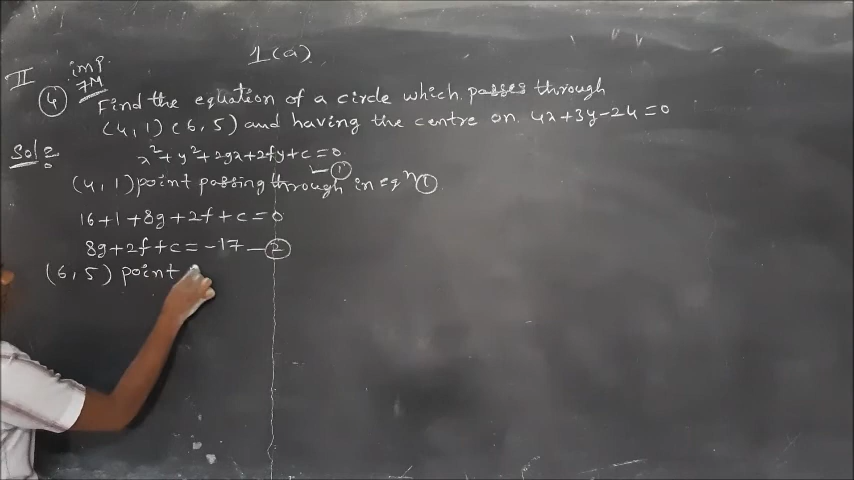 1(a)
II
imp
7M
(4) Find the equation of a circle which passes through
(4,1) (6,5) and having the centre on 4x+3y-24=0
Sol:
x²+y²+2gx+2fy+c=0 —(1)
(4,1) point passing through in eqⁿ(1)
16+1+8g+2f+c=0
8g+2f+c=-17 —(2)
(6,5) point